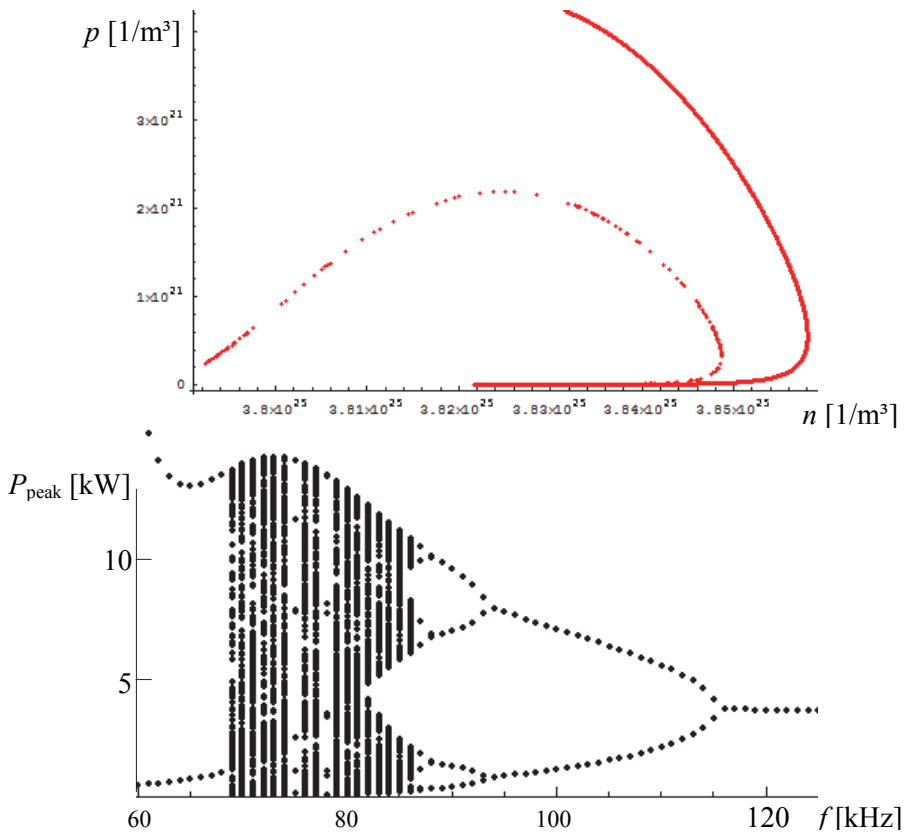 p [1/m³]
3×10²¹
2×10²¹
1×10²¹
0
3.8×10²⁵ 3.81×10²⁵ 3.82×10²⁵ 3.83×10²⁵ 3.84×10²⁵ 3.85×10²⁵
n [1/m³]
P_peak [kW]
10
5
60 80 100 120 f [kHz]